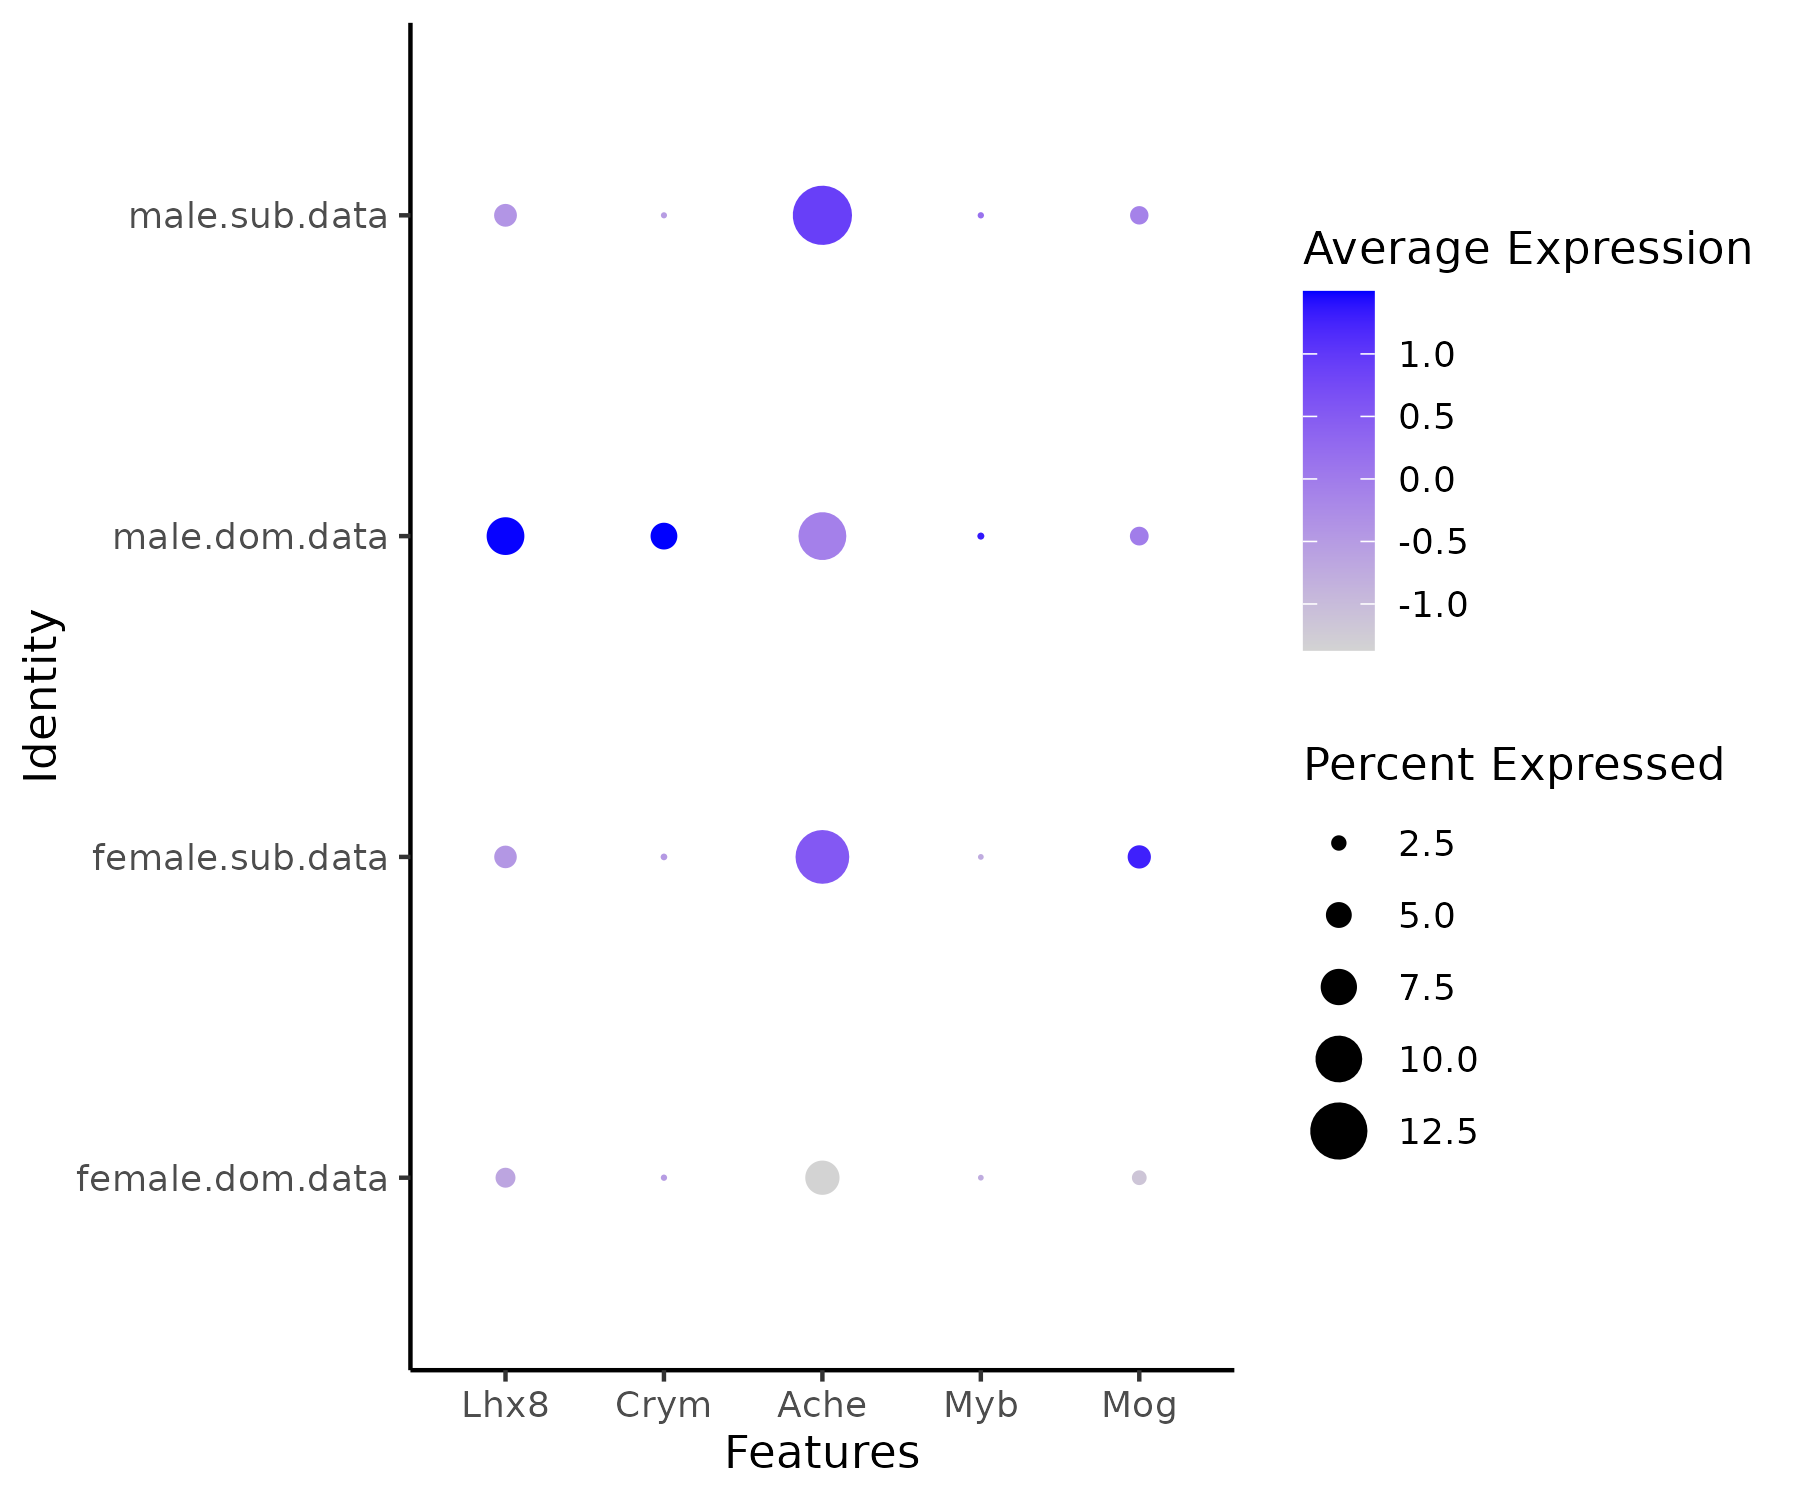 male.sub.data
male.dom.data
female.sub.data
female.dom.data
Identity
Lhx8 Crym Ache Myb Mog
Features
Average Expression
1.0
0.5
0.0
-0.5
-1.0
Percent Expressed
2.5
5.0
7.5
10.0
12.5